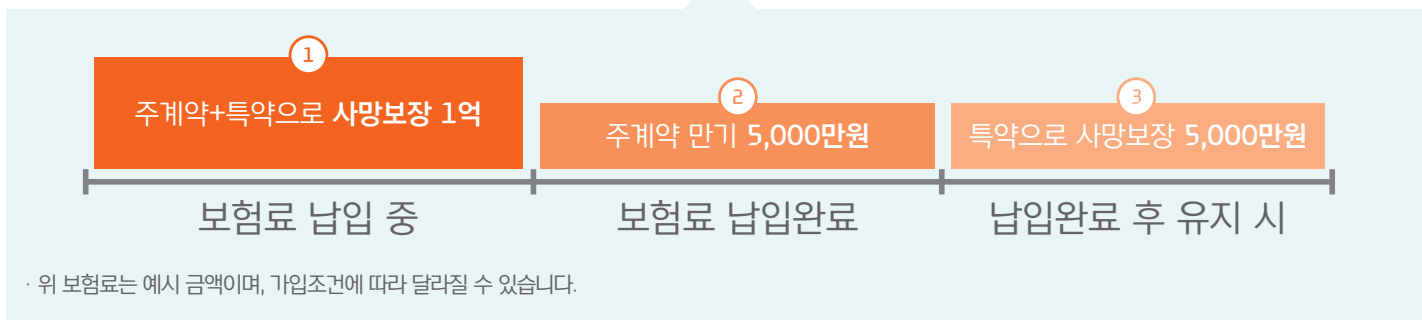 1
주계약+특약으로 사망보장 1억
2
주계약 만기 5,000만원
3
특약으로 사망보장 5,000만원
보험료 납입 중
보험료 납입완료
납입완료 후 유지 시
· 위 보험료는 예시 금액이며, 가입조건에 따라 달라질 수 있습니다.